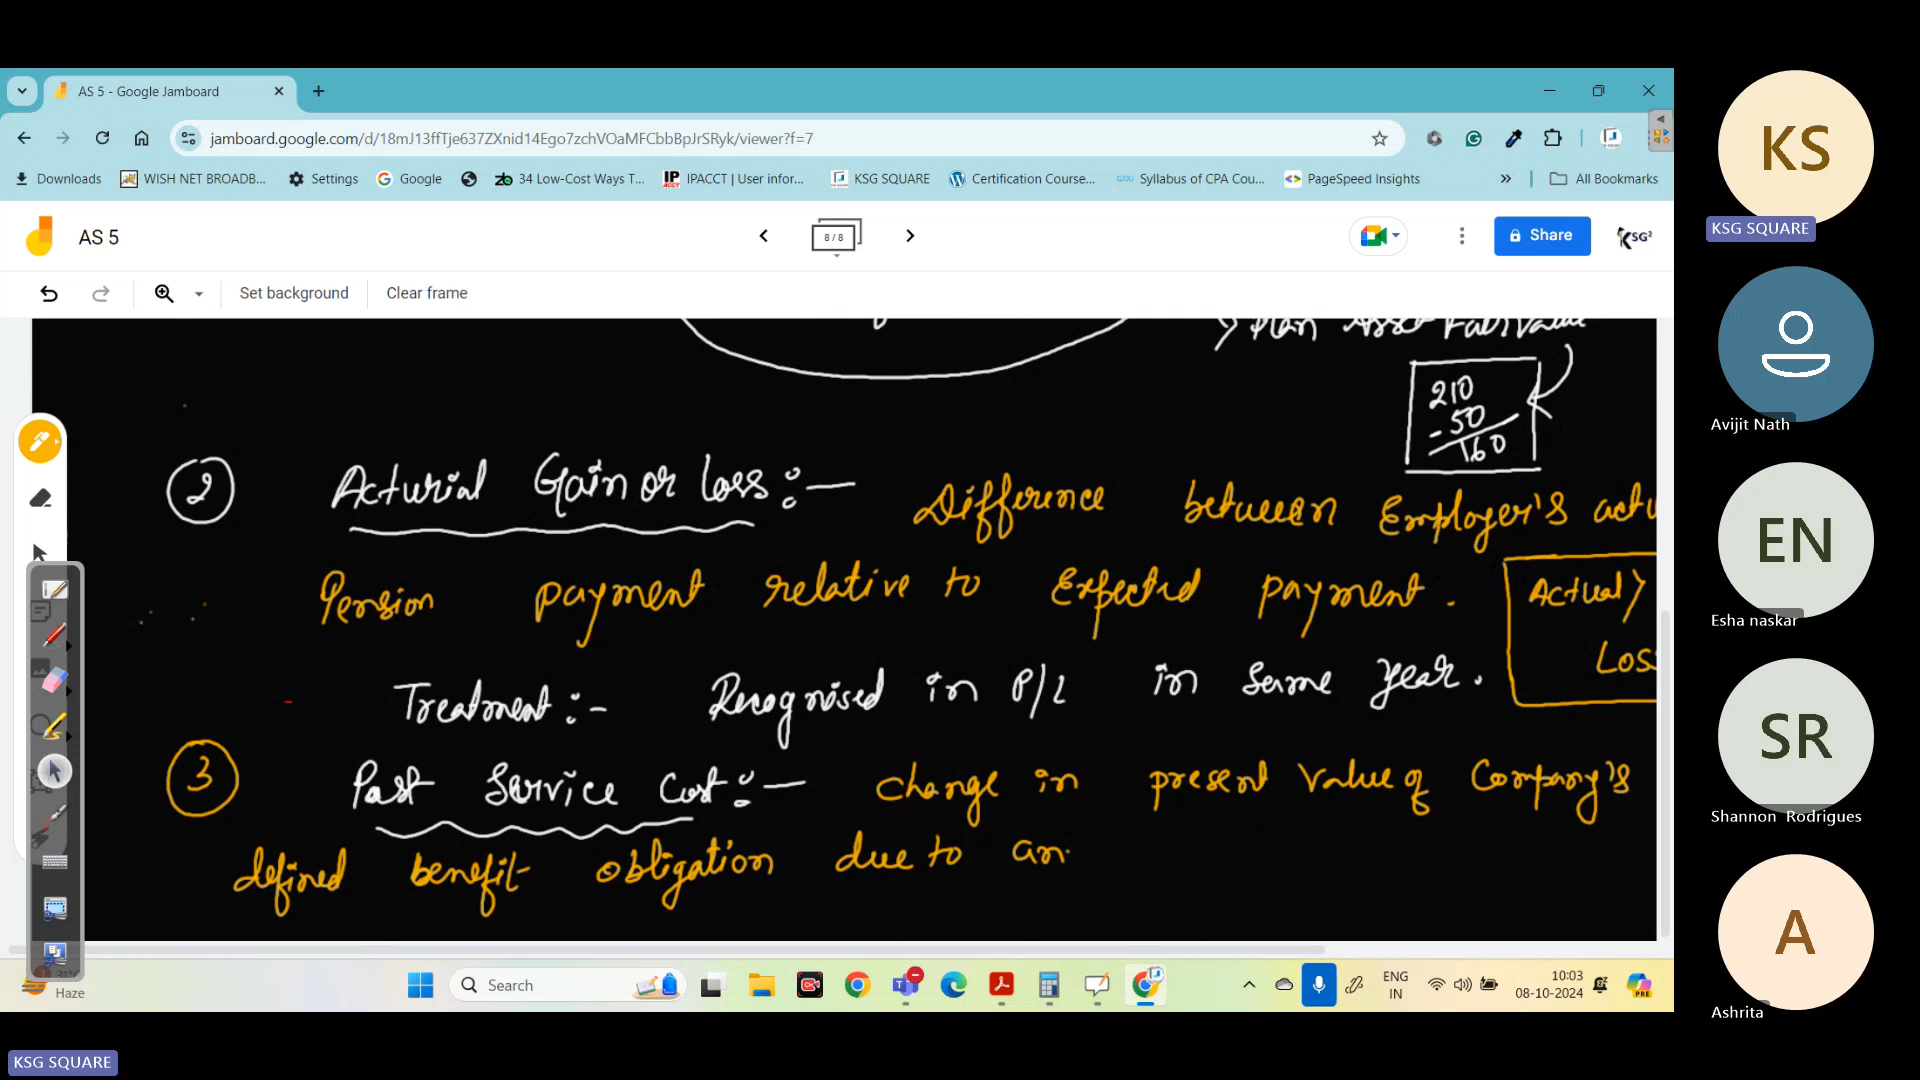 AS 5 - Google Jamboard
jamboard.google.com/d/18mJ13ffTje637ZXnid14Ego7zchVOaMFCbbBpJrSRyk/viewer?f=7
Downloads WISH NET BROADB... Settings Google 34 Low-Cost Ways T... IPACCT | User infor... KSG SQUARE Certification Course... Syllabus of CPA Cou... PageSpeed Insights » All Bookmarks
AS 5 8 / 8 Share KSG²
Set background Clear frame
Plan Asset Fair Value
210
- 50
160
2 Acturial Gain or Loss :— Difference between Employer's actu
Pension payment relative to Expected payment.
Actual >
Loss
Treatment :- Recognised in P/L in same year.
3 Past Service Cost :— change in present value of Company's
defined benefit obligation due to an
31°C
Haze
Search
ENG
IN
10:03
08-10-2024
PRE
KS
KSG SQUARE
Avijit Nath
EN
Esha naskar
SR
Shannon Rodrigues
A
Ashrita
KSG SQUARE